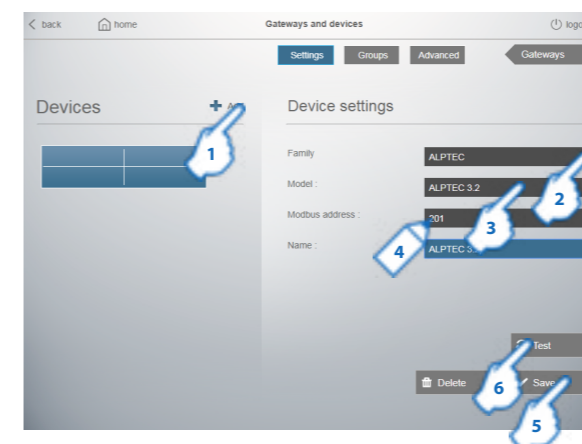 back home Gateways and devices
Settings Groups Advanced Gateways
Devices
Device settings
1
Family ALPTEC
2
Model : ALPTEC 3.2
3
Modbus address : 201
4
Name : ALPTEC
Test
Delete 6 Save
5